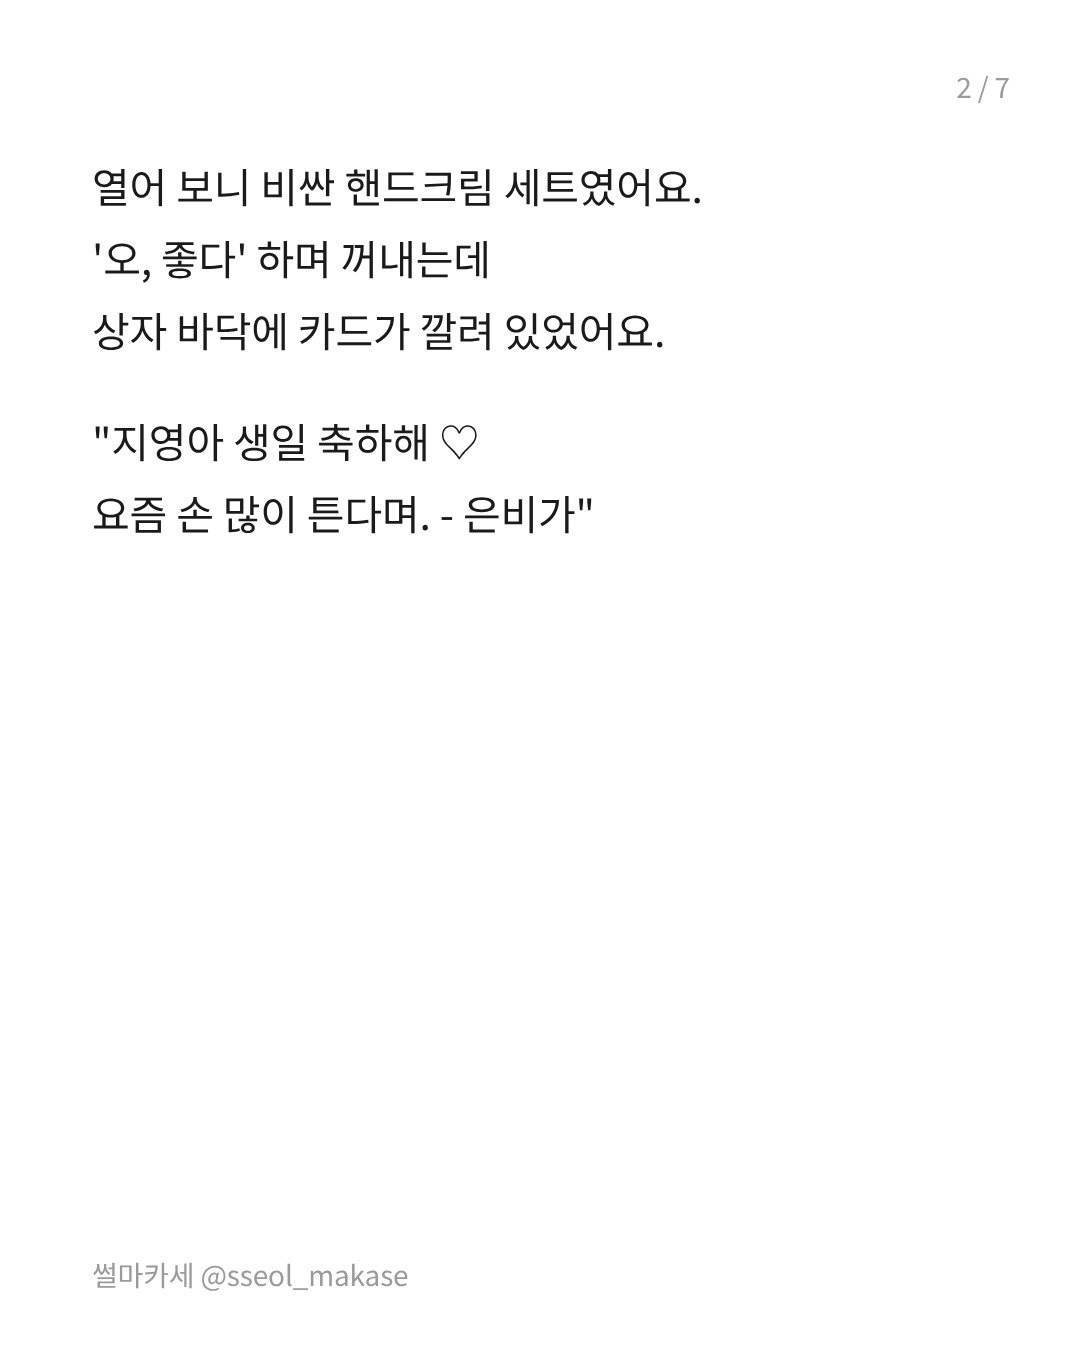 2 / 7
열어 보니 비싼 핸드크림 세트였어요.
'오, 좋다' 하며 꺼내는데
상자 바닥에 카드가 깔려 있었어요.
"지영아 생일 축하해 ♡
요즘 손 많이 튼다며. - 은비가"
썰마카세 @sseol_makase